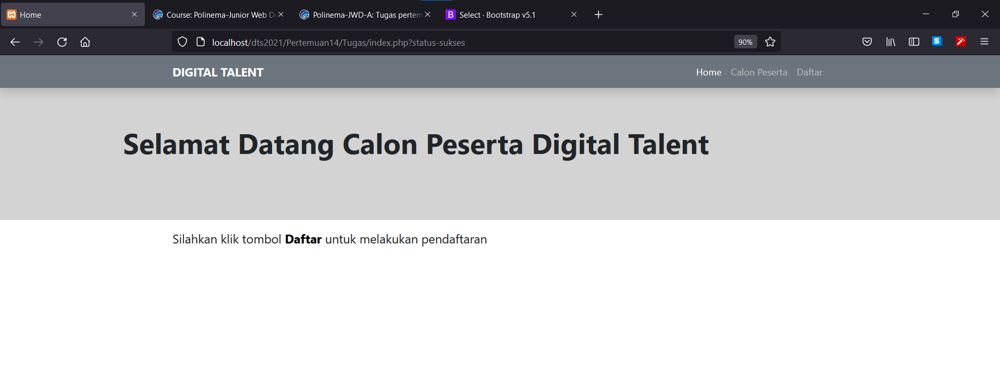 Home
Course: Polinema-Junior Web De
Polinema-JWD-A: Tugas pertem
B Select · Bootstrap v5.1
localhost/dts2021/Pertemuan14/Tugas/index.php?status-sukses
90%
S
DIGITAL TALENT
Home Calon Peserta Daftar
Selamat Datang Calon Peserta Digital Talent
Silahkan klik tombol Daftar untuk melakukan pendaftaran